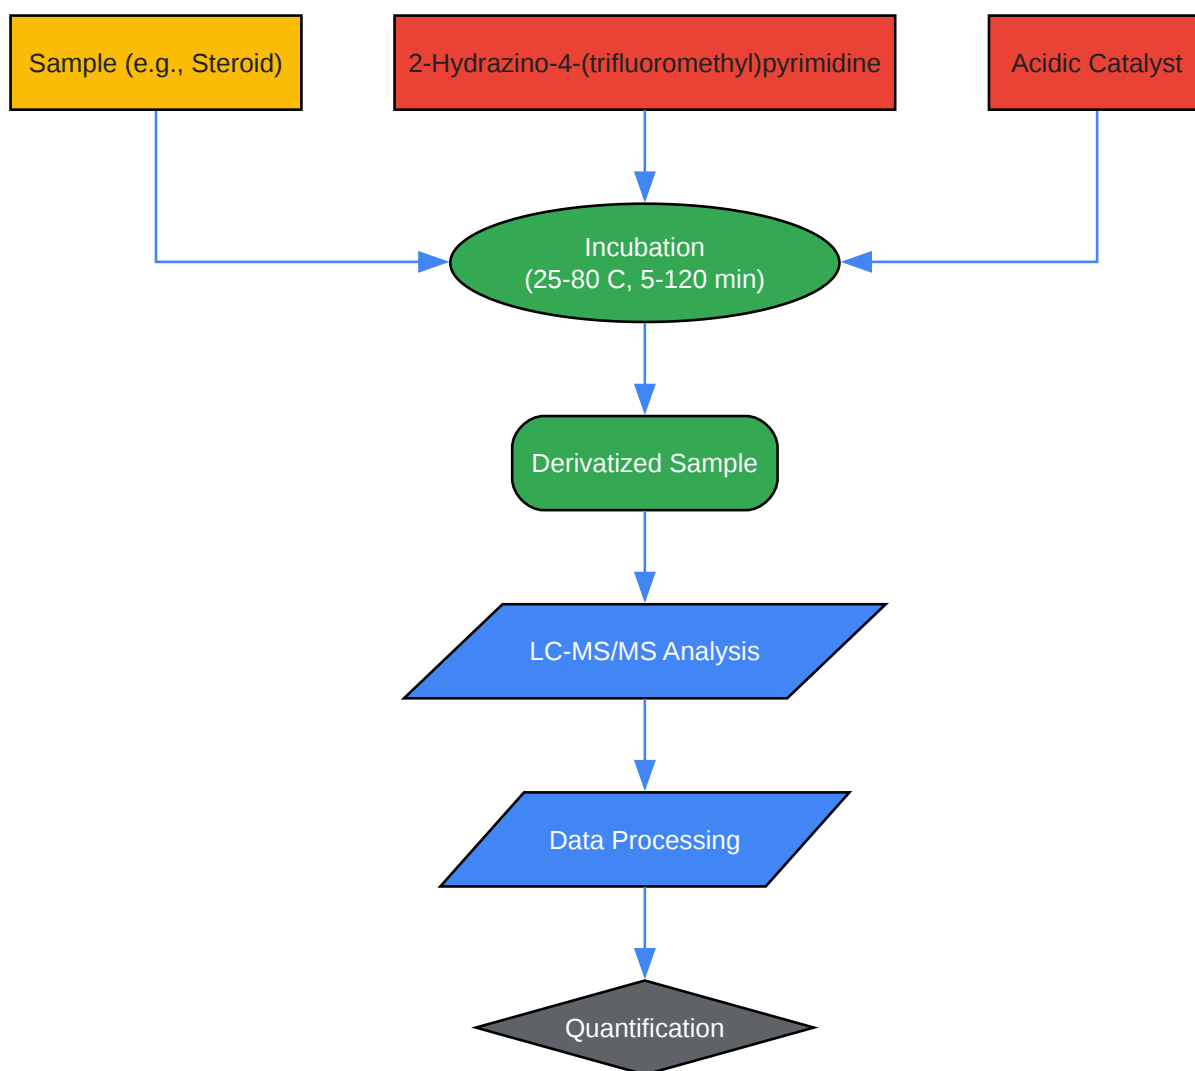 Sample (e.g., Steroid)
2-Hydrazino-4-(trifluoromethyl)pyrimidine
Acidic Catalyst
Incubation
(25-80 C, 5-120 min)
Derivatized Sample
LC-MS/MS Analysis
Data Processing
Quantification